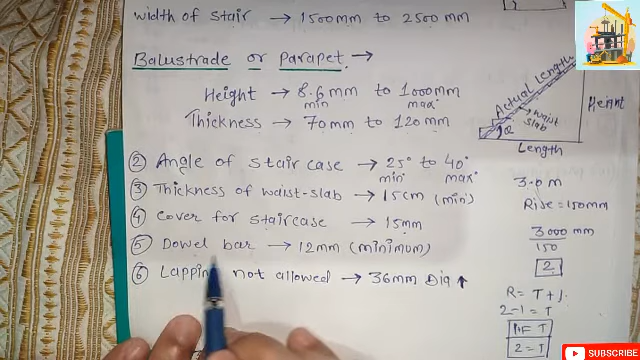 width of stair → 1500mm to 2500 mm
Balustrade or Parapet →
Height → 8.6mm to 1000mm
min max
Thickness → 70mm to 120mm
② Angle of stair case → 25° to 40°
min max
③ Thickness of waist-slab → 15cm (min)
④ Cover for staircase → 15mm
⑤ Dowel bar → 12mm (minimum)
⑥ Lapping not allowed → 36mm Dia ↑
Actual Length
waist
slab
Height
Length
3.0 m
Rise = 150mm
3000 mm
150
2
R = T + 1
2-1 = T
1 = T
2 = T
SUBSCRIBE